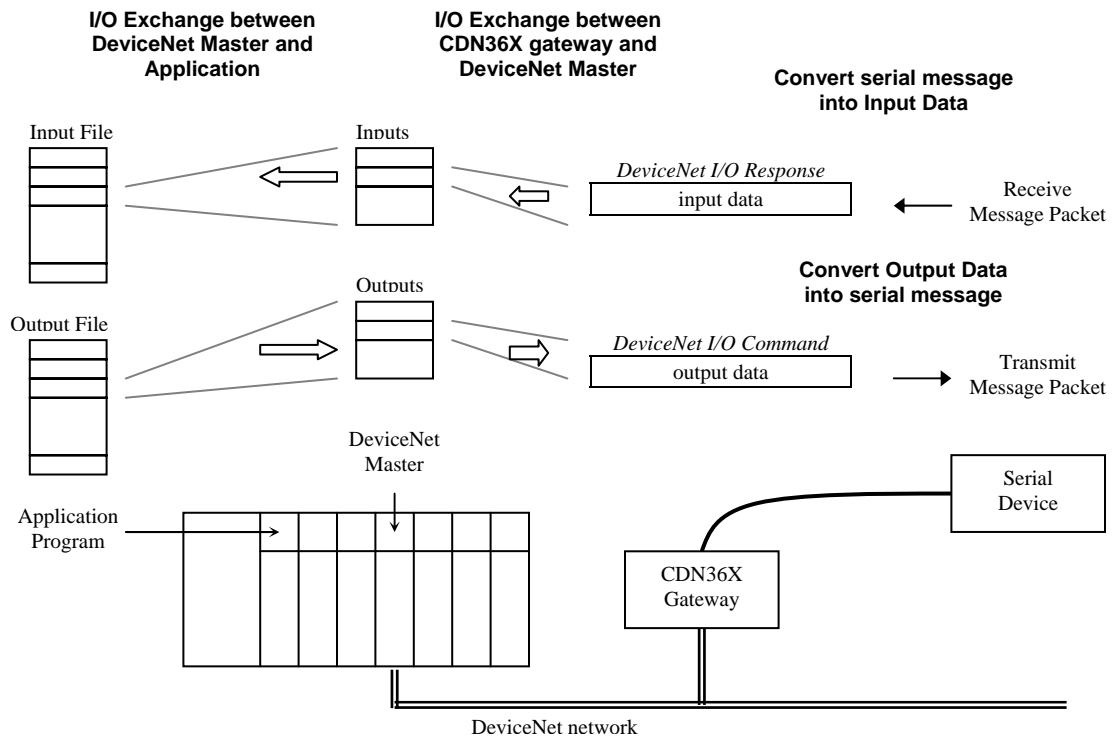 I/O Exchange between
DeviceNet Master and
Application
I/O Exchange between
CDN36X gateway and
DeviceNet Master
Convert serial message
into Input Data
Input File
Inputs
DeviceNet I/O Response
input data
Receive
Message Packet
Convert Output Data
into serial message
Output File
Outputs
DeviceNet I/O Command
output data
Transmit
Message Packet
DeviceNet
Master
Application
Program
Serial
Device
CDN36X
Gateway
DeviceNet network